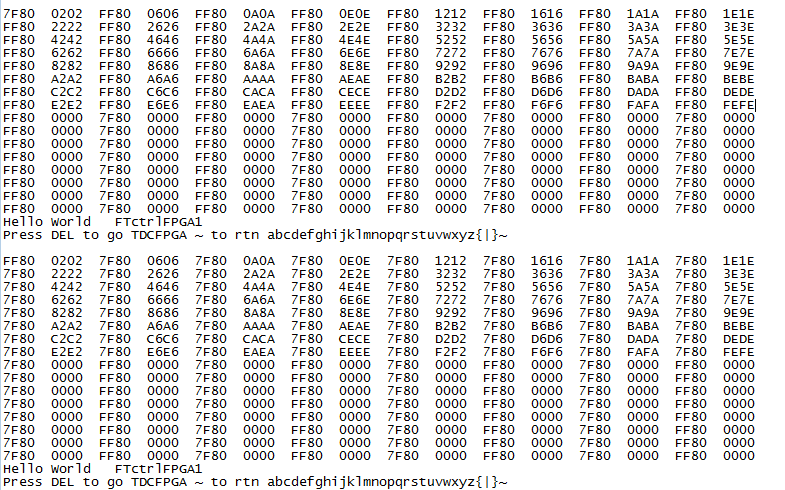 7F80 0202 FF80 0606 FF80 0A0A FF80 0E0E FF80 1212 FF80 1616 FF80 1A1A FF80 1E1E
FF80 2222 FF80 2626 FF80 2A2A FF80 2E2E FF80 3232 FF80 3636 FF80 3A3A FF80 3E3E
FF80 4242 FF80 4646 FF80 4A4A FF80 4E4E FF80 5252 FF80 5656 FF80 5A5A FF80 5E5E
FF80 6262 FF80 6666 FF80 6A6A FF80 6E6E FF80 7272 FF80 7676 FF80 7A7A FF80 7E7E
FF80 8282 FF80 8686 FF80 8A8A FF80 8E8E FF80 9292 FF80 9696 FF80 9A9A FF80 9E9E
FF80 A2A2 FF80 A6A6 FF80 AAAA FF80 AEAE FF80 B2B2 FF80 B6B6 FF80 BABA FF80 BEBE
FF80 C2C2 FF80 C6C6 FF80 CACA FF80 CECE FF80 D2D2 FF80 D6D6 FF80 DADA FF80 DEDE
FF80 E2E2 FF80 E6E6 FF80 EAEA FF80 EEEE FF80 F2F2 FF80 F6F6 FF80 FAFA FF80 FEFE
FF80 0000 7F80 0000 FF80 0000 7F80 0000 FF80 0000 7F80 0000 FF80 0000 7F80 0000
FF80 0000 7F80 0000 FF80 0000 7F80 0000 FF80 0000 7F80 0000 FF80 0000 7F80 0000
FF80 0000 7F80 0000 FF80 0000 7F80 0000 FF80 0000 7F80 0000 FF80 0000 7F80 0000
FF80 0000 7F80 0000 FF80 0000 7F80 0000 FF80 0000 7F80 0000 FF80 0000 7F80 0000
FF80 0000 7F80 0000 FF80 0000 7F80 0000 FF80 0000 7F80 0000 FF80 0000 7F80 0000
FF80 0000 7F80 0000 FF80 0000 7F80 0000 FF80 0000 7F80 0000 FF80 0000 7F80 0000
FF80 0000 7F80 0000 FF80 0000 7F80 0000 FF80 0000 7F80 0000 FF80 0000 7F80 0000
FF80 0000 7F80 0000 FF80 0000 7F80 0000 FF80 0000 7F80 0000 FF80 0000 7F80 0000
Hello World FTctrlFPGA1
Press DEL to go TDCFPGA ~ to rtn abcdefghijklmnopqrstuvwxyz{|}~
FF80 0202 7F80 0606 7F80 0A0A 7F80 0E0E 7F80 1212 7F80 1616 7F80 1A1A 7F80 1E1E
7F80 2222 7F80 2626 7F80 2A2A 7F80 2E2E 7F80 3232 7F80 3636 7F80 3A3A 7F80 3E3E
7F80 4242 7F80 4646 7F80 4A4A 7F80 4E4E 7F80 5252 7F80 5656 7F80 5A5A 7F80 5E5E
7F80 6262 7F80 6666 7F80 6A6A 7F80 6E6E 7F80 7272 7F80 7676 7F80 7A7A 7F80 7E7E
7F80 8282 7F80 8686 7F80 8A8A 7F80 8E8E 7F80 9292 7F80 9696 7F80 9A9A 7F80 9E9E
7F80 A2A2 7F80 A6A6 7F80 AAAA 7F80 AEAE 7F80 B2B2 7F80 B6B6 7F80 BABA 7F80 BEBE
7F80 C2C2 7F80 C6C6 7F80 CACA 7F80 CECE 7F80 D2D2 7F80 D6D6 7F80 DADA 7F80 DEDE
7F80 E2E2 7F80 E6E6 7F80 EAEA 7F80 EEEE 7F80 F2F2 7F80 F6F6 7F80 FAFA 7F80 FEFE
7F80 0000 FF80 0000 7F80 0000 FF80 0000 7F80 0000 FF80 0000 7F80 0000 FF80 0000
7F80 0000 FF80 0000 7F80 0000 FF80 0000 7F80 0000 FF80 0000 7F80 0000 FF80 0000
7F80 0000 FF80 0000 7F80 0000 FF80 0000 7F80 0000 FF80 0000 7F80 0000 FF80 0000
7F80 0000 FF80 0000 7F80 0000 FF80 0000 7F80 0000 FF80 0000 7F80 0000 FF80 0000
7F80 0000 FF80 0000 7F80 0000 FF80 0000 7F80 0000 FF80 0000 7F80 0000 FF80 0000
7F80 0000 FF80 0000 7F80 0000 FF80 0000 7F80 0000 FF80 0000 7F80 0000 FF80 0000
7F80 0000 FF80 0000 7F80 0000 FF80 0000 7F80 0000 FF80 0000 7F80 0000 FF80 0000
7F80 0000 FF80 0000 7F80 0000 FF80 0000 7F80 0000 FF80 0000 7F80 0000 FF80 0000
Hello World FTctrlFPGA1
Press DEL to go TDCFPGA ~ to rtn abcdefghijklmnopqrstuvwxyz{|}~